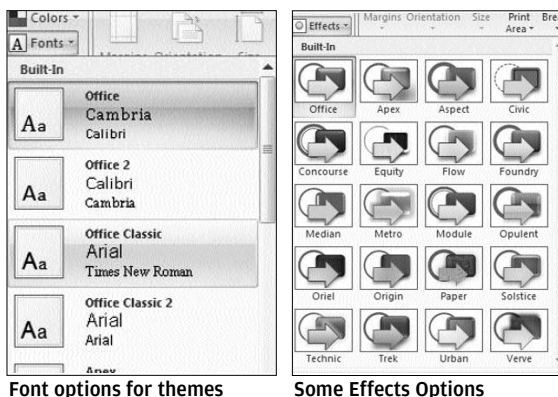 Colors
Fonts
Built-In
Aa
Office
Cambria
Calibri
Aa
Office 2
Calibri
Cambria
Aa
Office Classic
Arial
Times New Roman
Aa
Office Classic 2
Arial
Arial
Apex
Font options for themes
Effects
Margins Orientation Size Print Area
Built-In
Office Apex Aspect Civic
Concourse Equity Flow Foundry
Median Metro Module Opulent
Oriel Origin Paper Solstice
Technic Trek Urban Verve
Some Effects Options